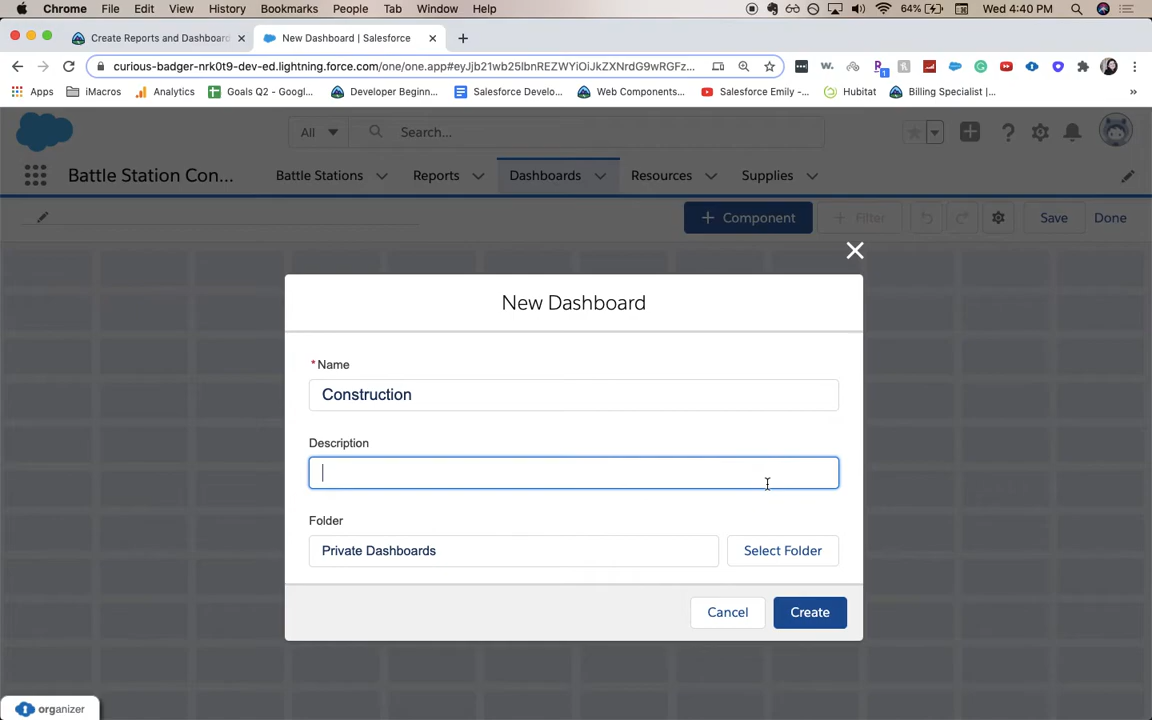 Chrome File Edit View History Bookmarks People Tab Window Help 64% Wed 4:40 PM
Create Reports and Dashboard
New Dashboard | Salesforce
curious-badger-nrk0t9-dev-ed.lightning.force.com/one/one.app#eyJjb21wb25lbnREZWYiOiJkZXNrdG9wRGFz...
Apps iMacros Analytics Goals Q2 - Googl... Developer Beginn... Salesforce Develo... Web Components... Salesforce Emily -... Hubitat Billing Specialist |... »
All Search...
Battle Station Con... Battle Stations Reports Dashboards Resources Supplies
+ Component + Filter Save Done
New Dashboard
* Name
Construction
Description
Folder
Private Dashboards Select Folder
Cancel Create
organizer